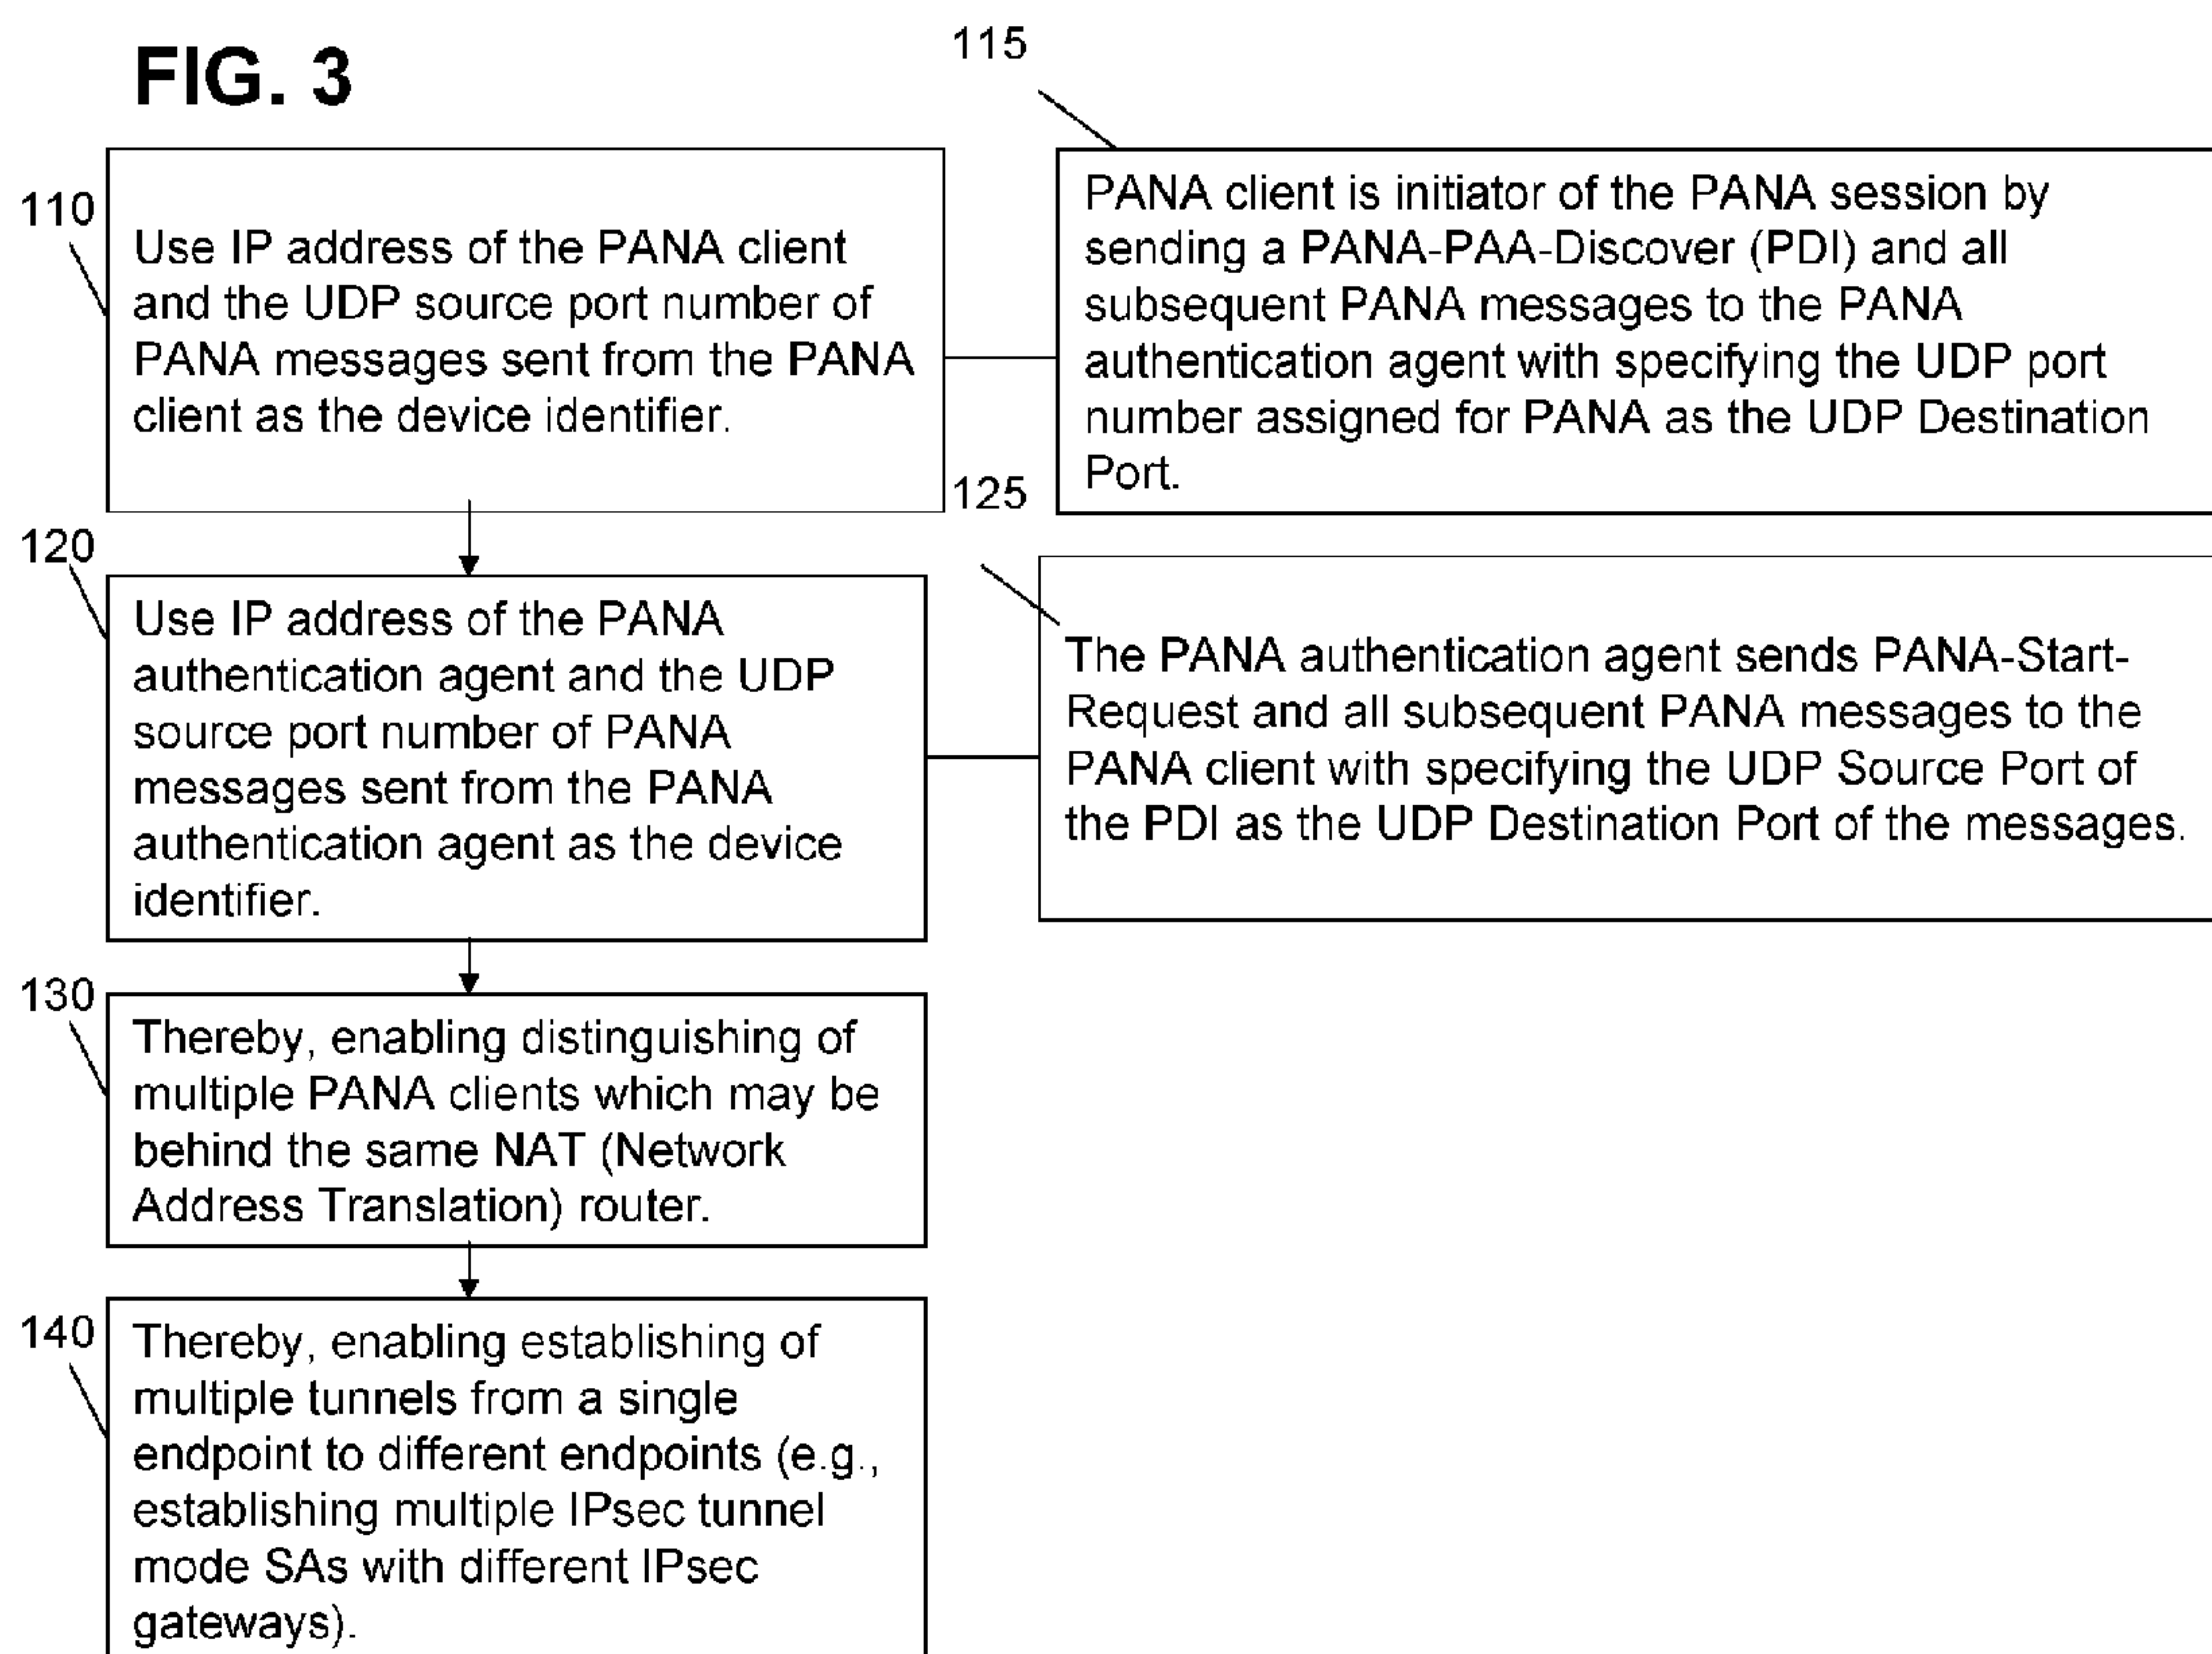 FIG. 3
115
110
Use IP address of the PANA client
and the UDP source port number of
PANA messages sent from the PANA
client as the device identifier.
PANA client is initiator of the PANA session by
sending a PANA-PAA-Discover (PDI) and all
subsequent PANA messages to the PANA
authentication agent with specifying the UDP port
number assigned for PANA as the UDP Destination
Port.
125
120
Use IP address of the PANA
authentication agent and the UDP
source port number of PANA
messages sent from the PANA
authentication agent as the device
identifier.
The PANA authentication agent sends PANA-Start-
Request and all subsequent PANA messages to the
PANA client with specifying the UDP Source Port of
the PDI as the UDP Destination Port of the messages.
130
Thereby, enabling distinguishing of
multiple PANA clients which may be
behind the same NAT (Network
Address Translation) router.
140
Thereby, enabling establishing of
multiple tunnels from a single
endpoint to different endpoints (e.g.,
establishing multiple IPsec tunnel
mode SAs with different IPsec
gateways).